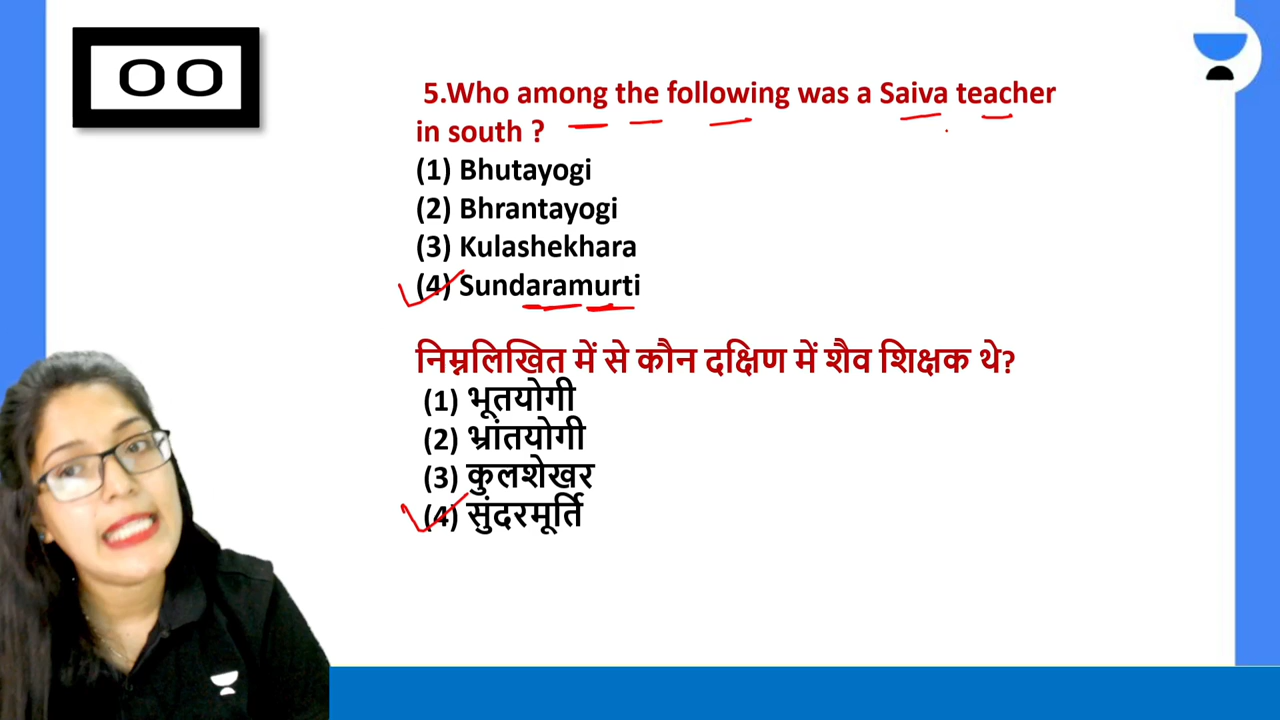 00
5.Who among the following was a Saiva teacher
in south ?
(1) Bhutayogi
(2) Bhrantayogi
(3) Kulashekhara
(4) Sundaramurti
निम्नलिखित में से कौन दक्षिण में शैव शिक्षक थे?
(1) भूतयोगी
(2) भ्रांतयोगी
(3) कुलशेखर
(4) सुंदरमूर्ति